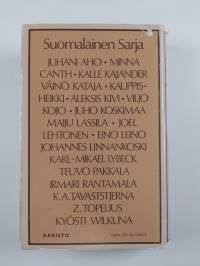 Suomalainen Sarja
JUHANI AHO • MINNA
CANTH • KALLE KAJANDER
VÄINÖ KATAJA • KAUPPIS-
HEIKKI • ALEKSIS KIVI • VILJO
KOJO • JUHO KOSKIMAA
MAIJU LASSILA • JOEL
LEHTONEN • EINO LEINO
JOHANNES LINNANKOSKI
KARL-MIKAEL LYBECK
TEUVO PAKKALA
IRMARI RANTAMALA
K.A. TAVASTSTJERNA
Z. TOPELIUS
KYÖSTI WILKUNA
KARISTO